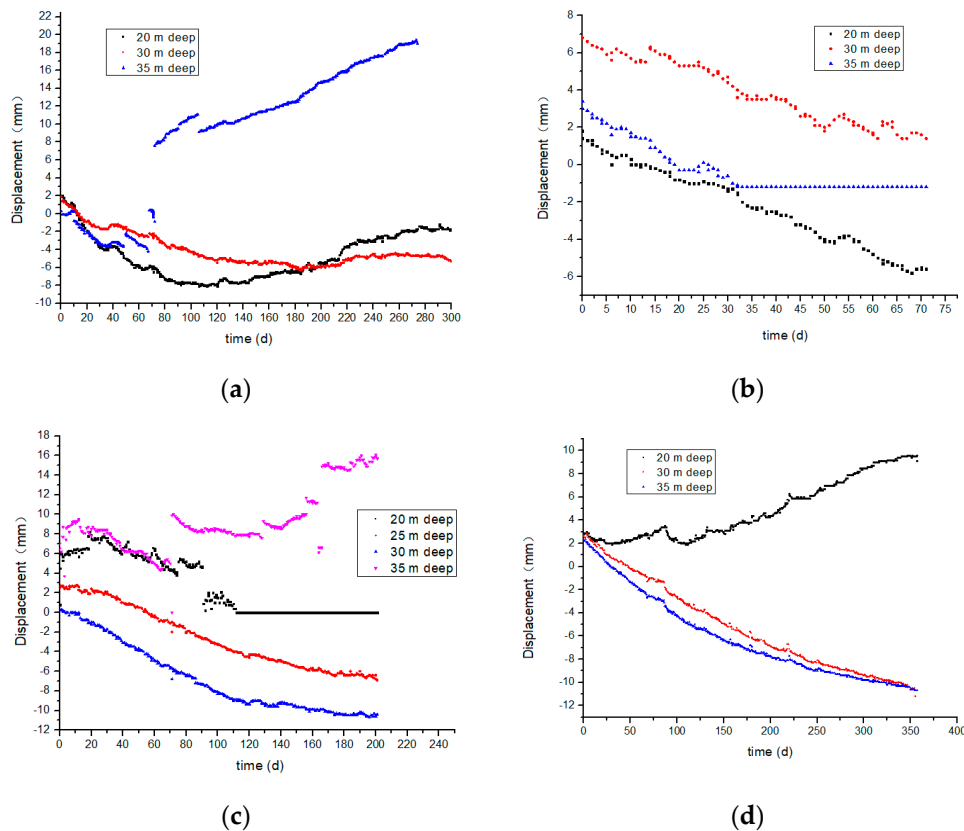 20 m deep
30 m deep
35 m deep
Displacement (mm)
22
20
18
16
14
12
10
8
6
4
2
0
-2
-4
-6
-8
-10
0 20 40 60 80 100 120 140 160 180 200 220 240 260 280 300
time (d)
(a)
20 m deep
30 m deep
35 m deep
Displacement (mm)
8
6
4
2
0
-2
-4
-6
0 5 10 15 20 25 30 35 40 45 50 55 60 65 70 75
time (d)
(b)
20 m deep
25 m deep
30 m deep
35 m deep
Displacement (mm)
18
16
14
12
10
8
6
4
2
0
-2
-4
-6
-8
-10
-12
0 20 40 60 80 100 120 140 160 180 200 220 240
time (d)
(c)
20 m deep
30 m deep
35 m deep
Displacement (mm)
10
8
6
4
2
0
-2
-4
-6
-8
-10
-12
0 50 100 150 200 250 300 350 400
time (d)
(d)